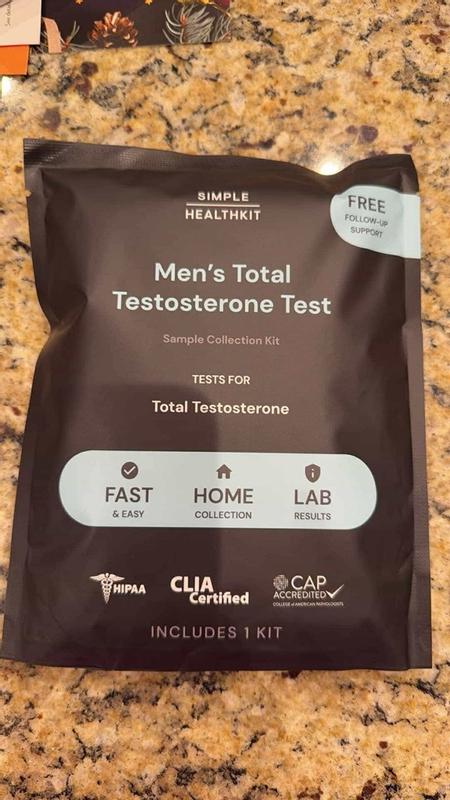 SIMPLE
HEALTHKIT
FREE
FOLLOW-UP
SUPPORT
Men's Total
Testosterone Test
Sample Collection Kit
TESTS FOR
Total Testosterone
FAST
& EASY
HOME
COLLECTION
LAB
RESULTS
HIPAA
CLIA
Certified
CAP
ACCREDITED
COLLEGE of AMERICAN PATHOLOGISTS
INCLUDES 1 KIT